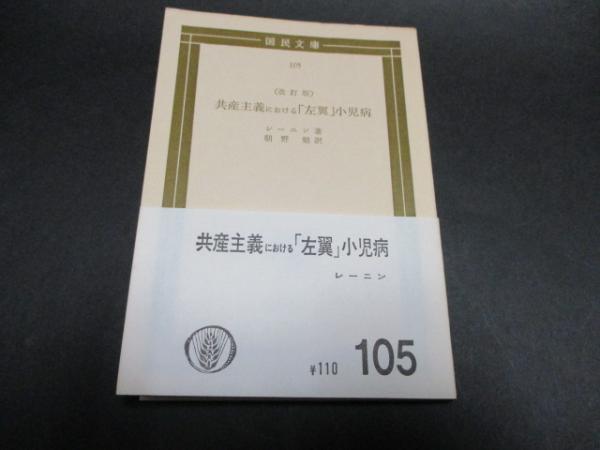 国民文庫
105
（改訂版）
共産主義における「左翼」小児病
レーニン著
朝野勉訳
共産主義における「左翼」小児病
レーニン
¥110 105